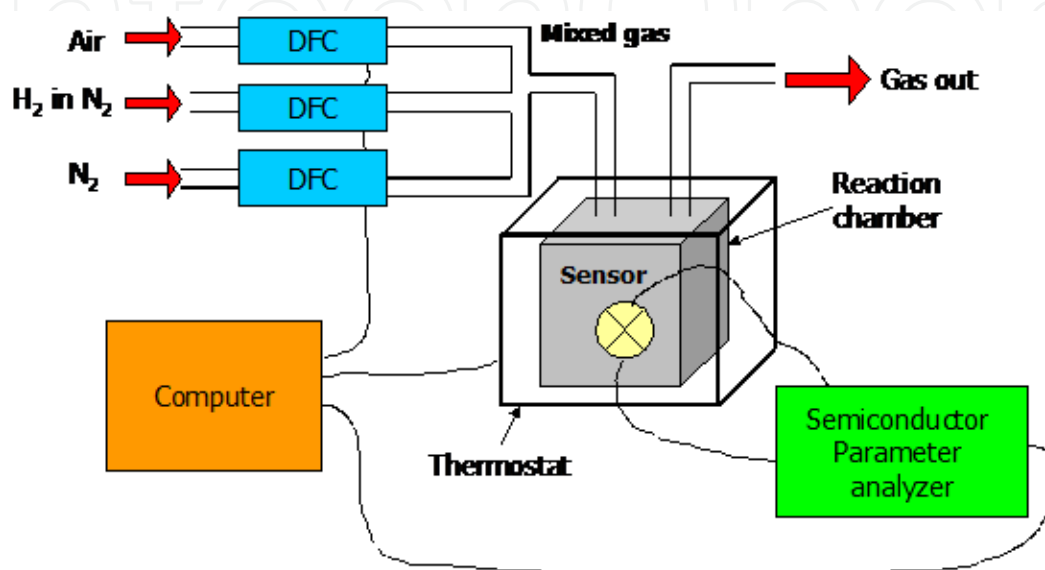 Air
DFC
Mixed gas
Gas out
H₂ in N₂
DFC
N₂
DFC
Reaction
chamber
Sensor
Computer
Thermostat
Semiconductor
Parameter
analyzer